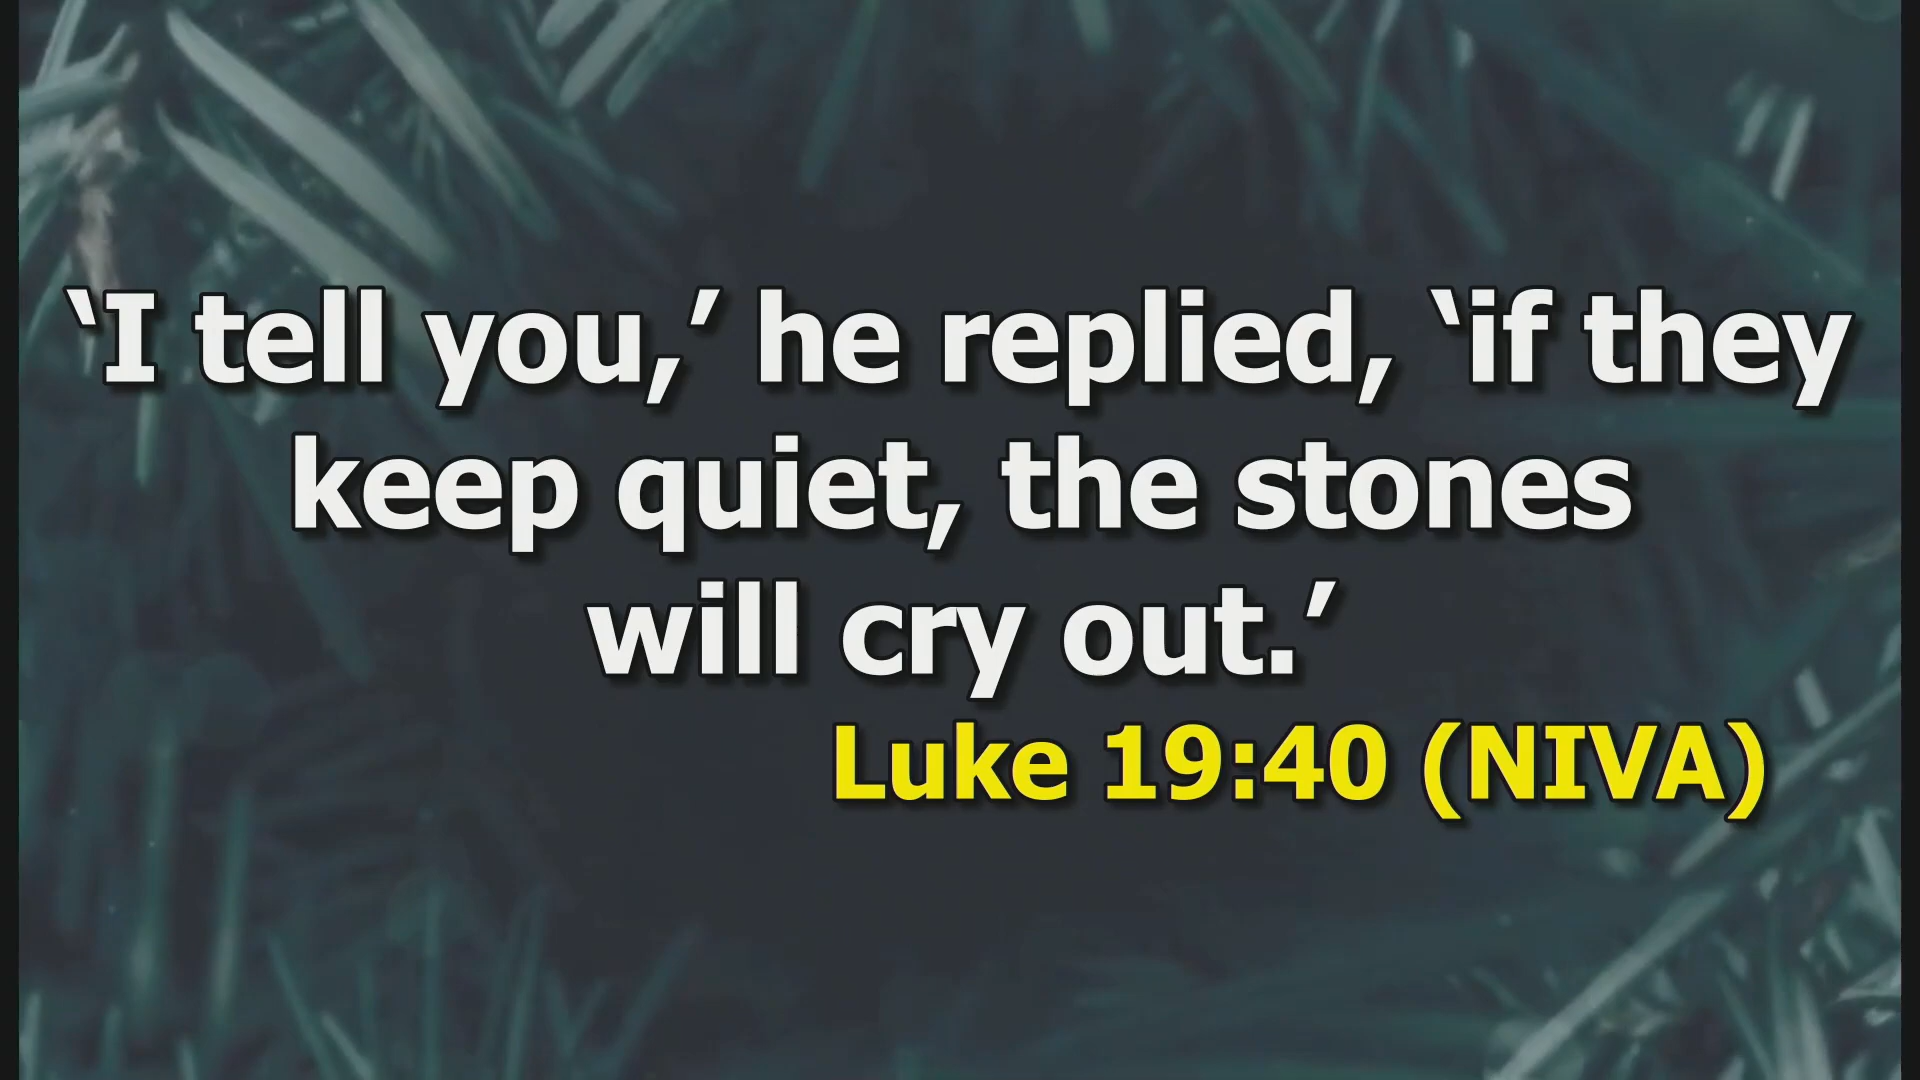 ‘I tell you,’ he replied, ‘if they
keep quiet, the stones
will cry out.’
Luke 19:40 (NIVA)